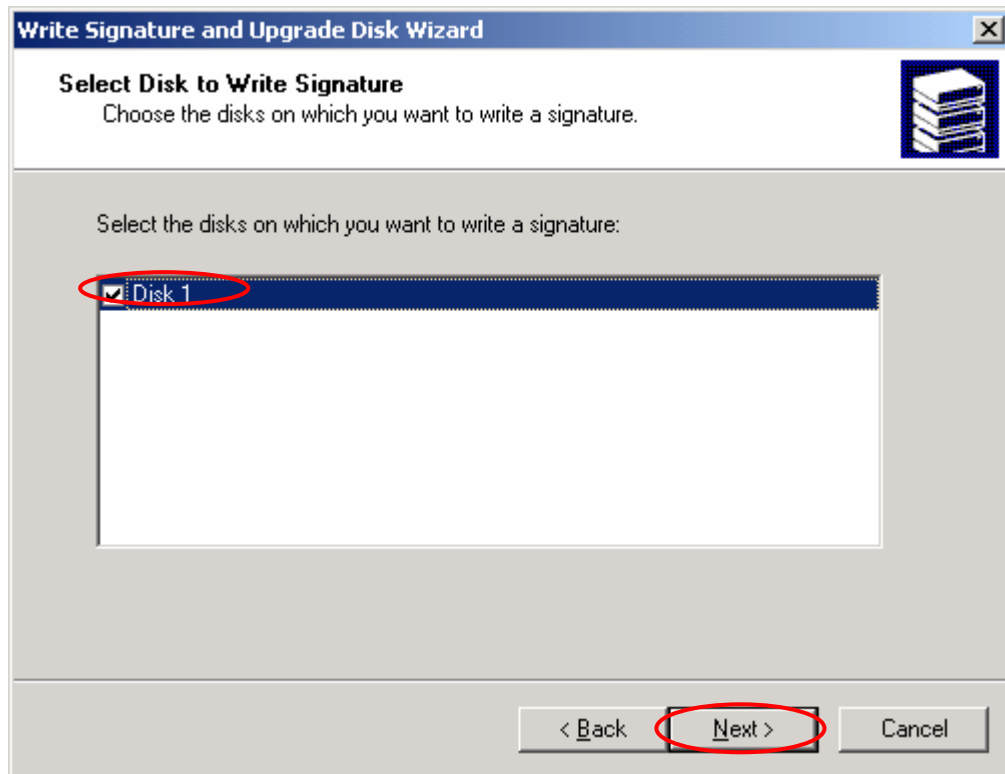 Write Signature and Upgrade Disk Wizard
Select Disk to Write Signature
Choose the disks on which you want to write a signature.
Select the disks on which you want to write a signature:
Disk 1
< Back
Next >
Cancel